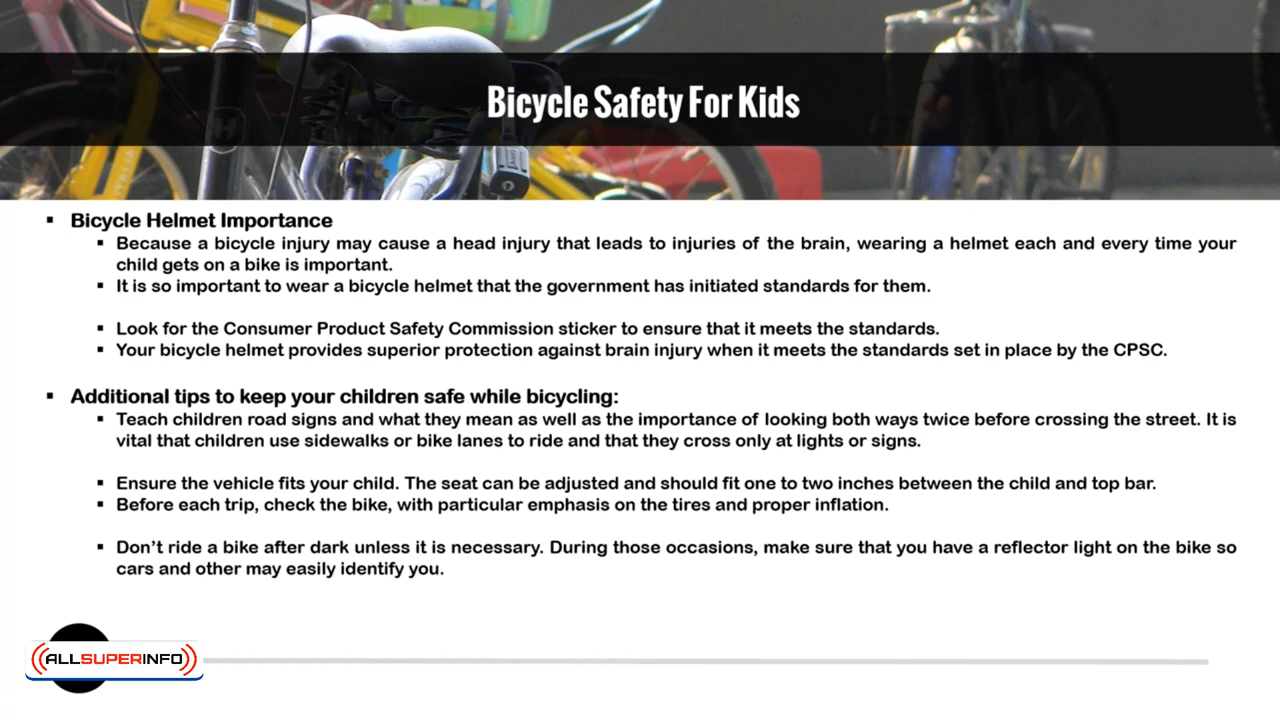 Bicycle Safety For Kids
▪ Bicycle Helmet Importance
▪ Because a bicycle injury may cause a head injury that leads to injuries of the brain, wearing a helmet each and every time your
child gets on a bike is important.
▪ It is so important to wear a bicycle helmet that the government has initiated standards for them.
▪ Look for the Consumer Product Safety Commission sticker to ensure that it meets the standards.
▪ Your bicycle helmet provides superior protection against brain injury when it meets the standards set in place by the CPSC.
▪ Additional tips to keep your children safe while bicycling:
▪ Teach children road signs and what they mean as well as the importance of looking both ways twice before crossing the street. It is
vital that children use sidewalks or bike lanes to ride and that they cross only at lights or signs.
▪ Ensure the vehicle fits your child. The seat can be adjusted and should fit one to two inches between the child and top bar.
▪ Before each trip, check the bike, with particular emphasis on the tires and proper inflation.
▪ Don’t ride a bike after dark unless it is necessary. During those occasions, make sure that you have a reflector light on the bike so
cars and other may easily identify you.
ALLSUPERINFO